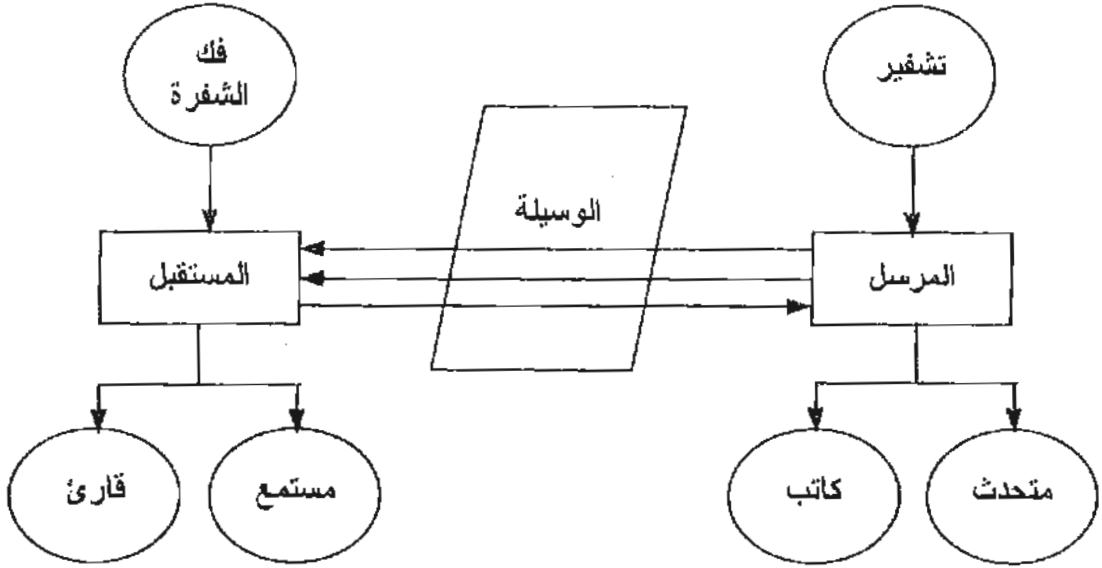 تشفير
فك
الشفرة
الوسيلة
المرسل
المستقبل
متحدث
كاتب
مستمع
قارئ